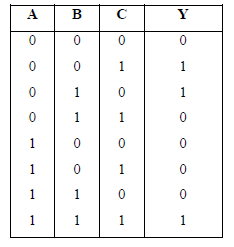 A B C Y
0 0 0 0
0 0 1 1
0 1 0 1
0 1 1 0
1 0 0 0
1 0 1 0
1 1 0 0
1 1 1 1